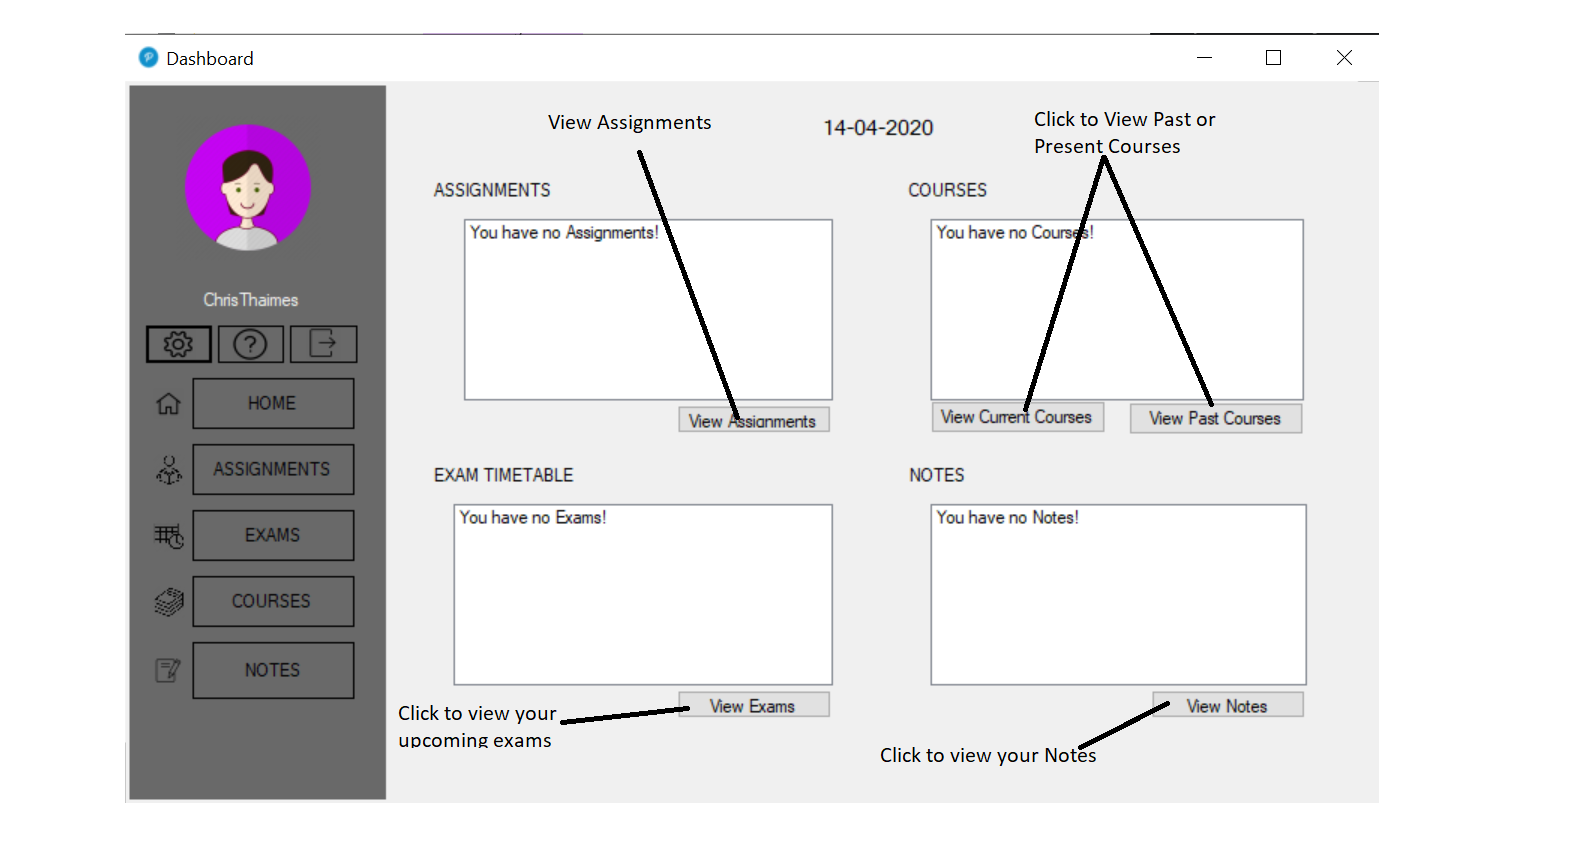 Dashboard
View Assignments
14-04-2020
Click to View Past or
Present Courses
ChrisThaimes
HOME
ASSIGNMENTS
EXAMS
COURSES
NOTES
ASSIGNMENTS
You have no Assignments!
View Assignments
COURSES
You have no Courses!
View Current Courses
View Past Courses
EXAM TIMETABLE
You have no Exams!
View Exams
Click to view your
upcoming exams
NOTES
You have no Notes!
View Notes
Click to view your Notes